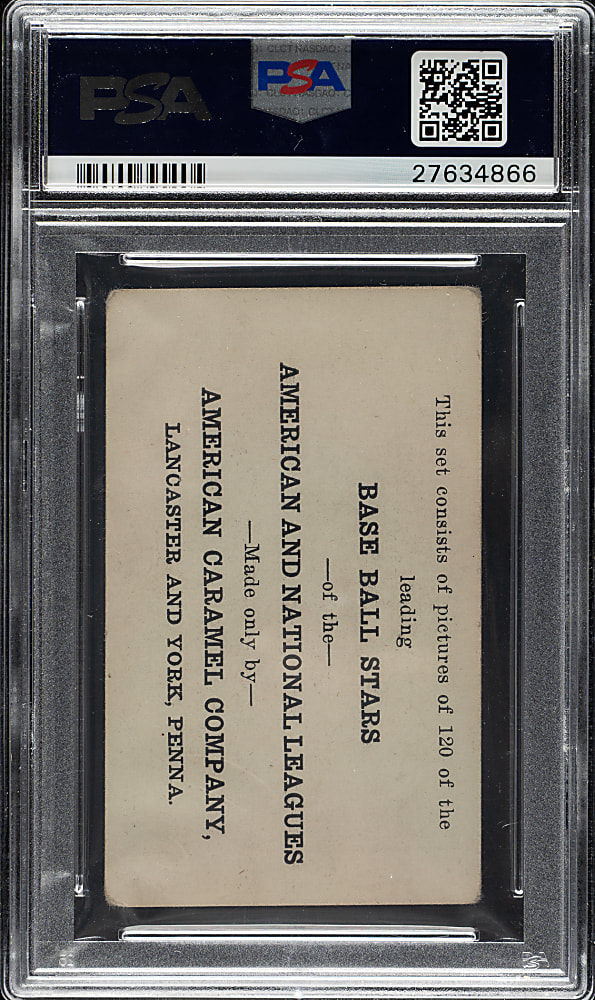 PSA
PSA
27634866
This set consists of pictures of 120 of the
leading
BASE BALL STARS
—of the—
AMERICAN AND NATIONAL LEAGUES
—Made only by—
AMERICAN CARAMEL COMPANY,
LANCASTER AND YORK, PENNA.